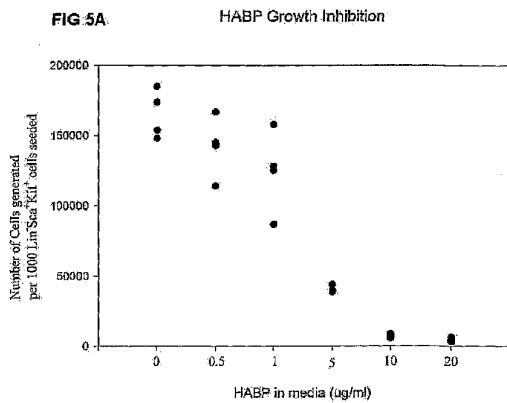 FIG 5A
HABP Growth Inhibition
200000
150000
100000
50000
0
Number of Cells generated
per 1000 Lin⁻Sca⁺Kit⁺ cells seeded
0 0.5 1 5 10 20
HABP in media (ug/ml)